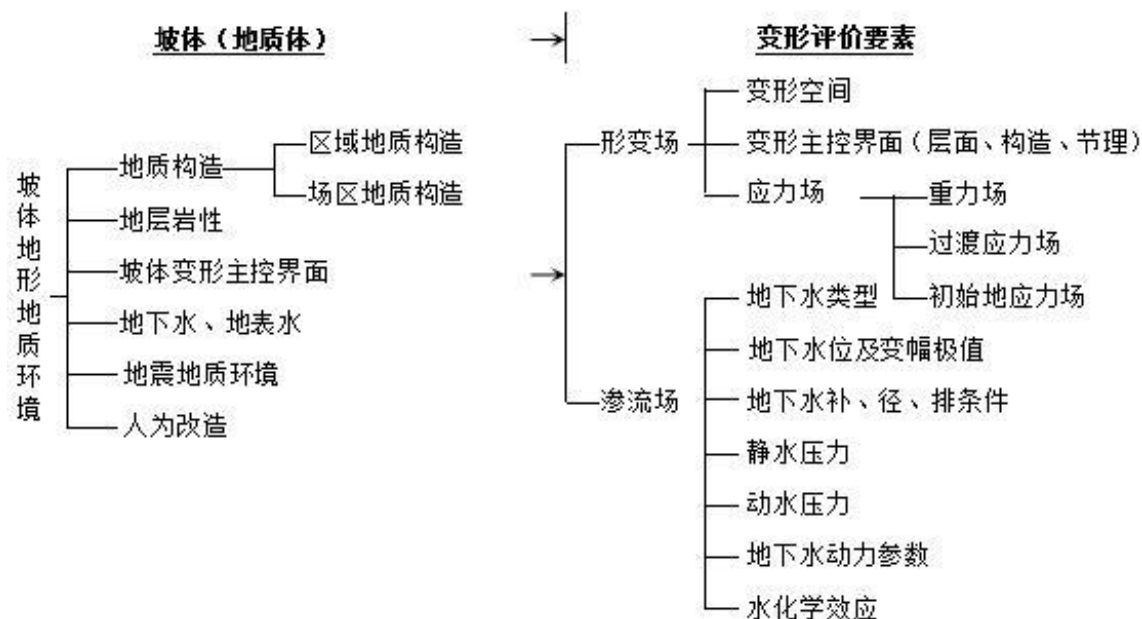 坡体（地质体）
变形评价要素
坡体地形地质环境
地质构造
区域地质构造
场区地质构造
地层岩性
坡体变形主控界面
地下水、地表水
地震地质环境
人为改造
形变场
变形空间
变形主控界面（层面、构造、节理）
应力场
重力场
过渡应力场
初始地应力场
渗流场
地下水类型
地下水位及变幅极值
地下水补、径、排条件
静水压力
动水压力
地下水动力参数
水化学效应